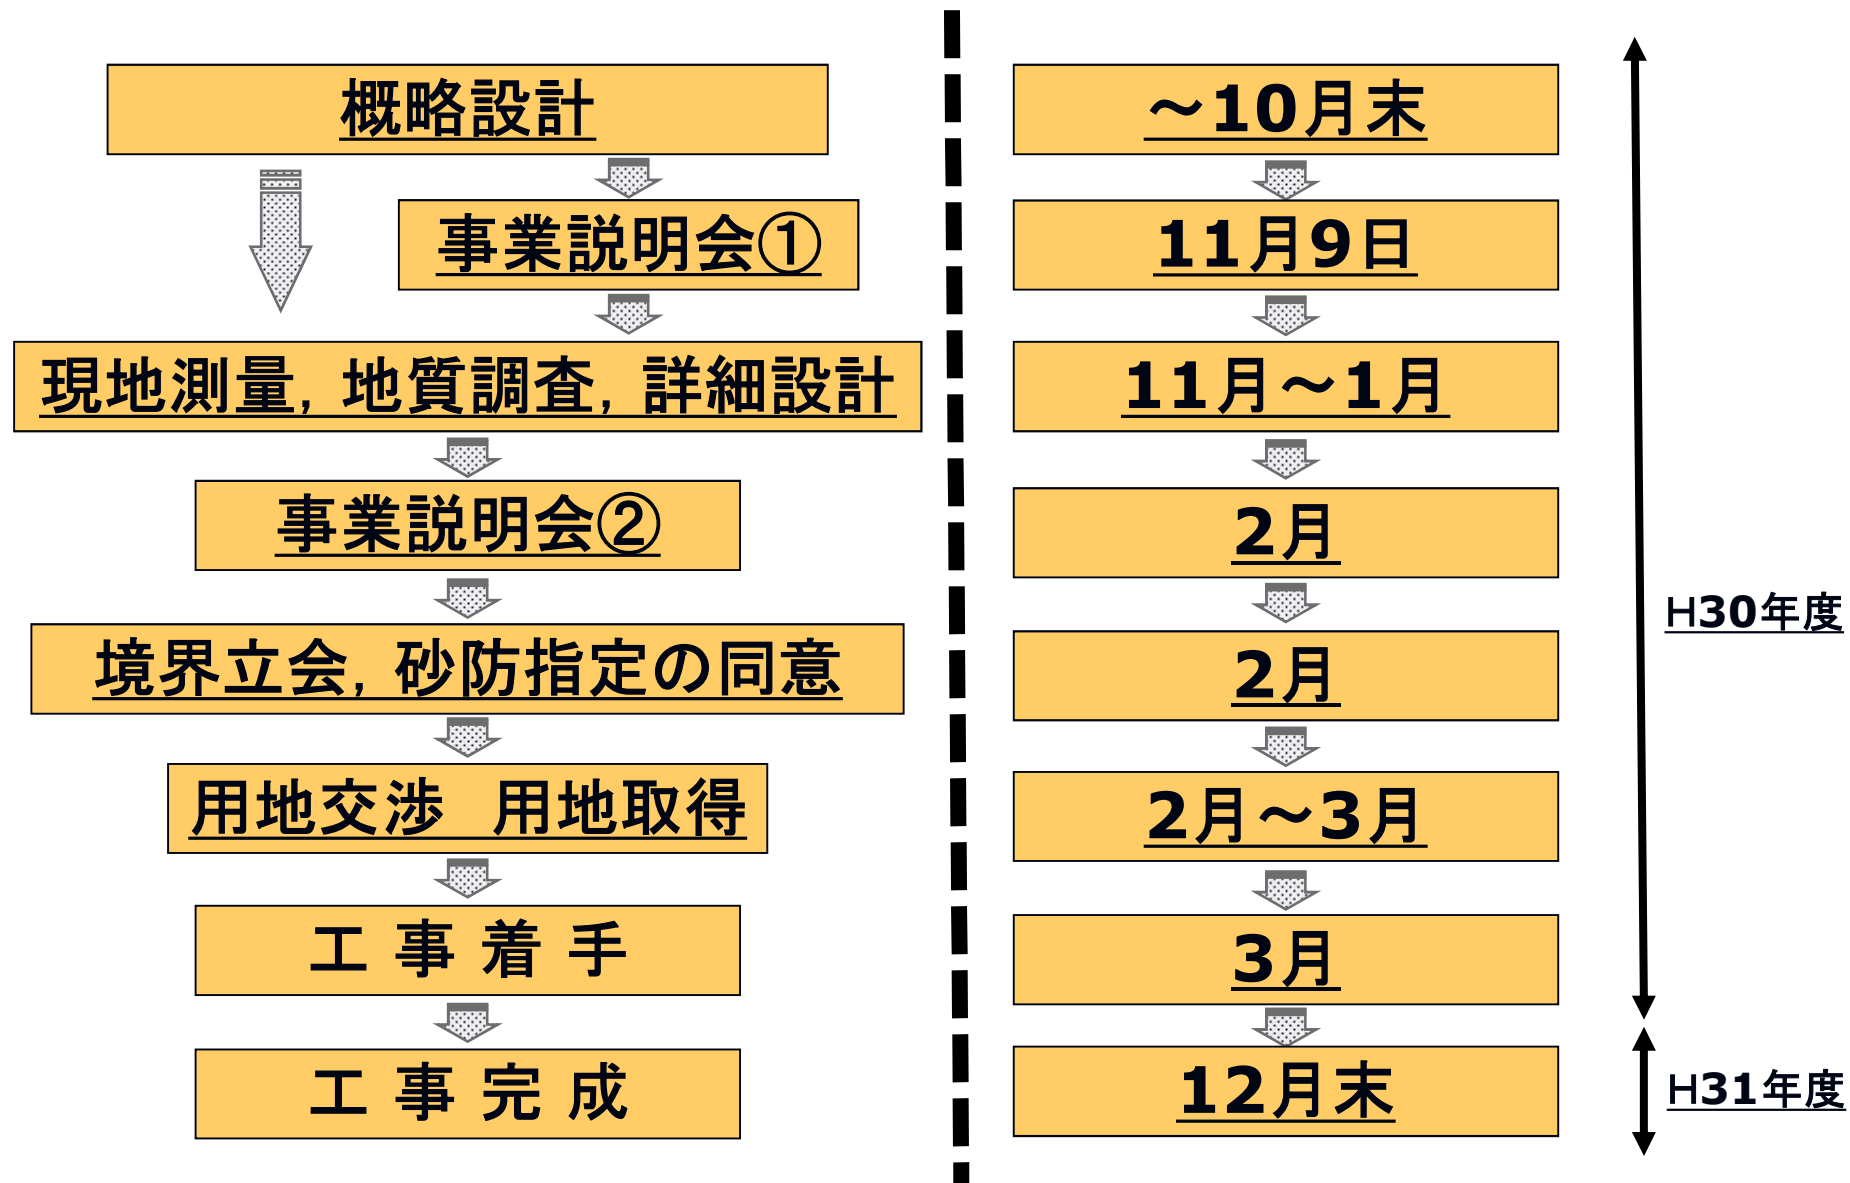 概略設計
事業説明会①
現地測量，地質調査，詳細設計
事業説明会②
境界立会，砂防指定の同意
用地交渉　用地取得
工 事 着 手
工 事 完 成
～10月末
11月9日
11月～1月
2月
2月
2月～3月
3月
12月末
Ｈ30年度
Ｈ31年度